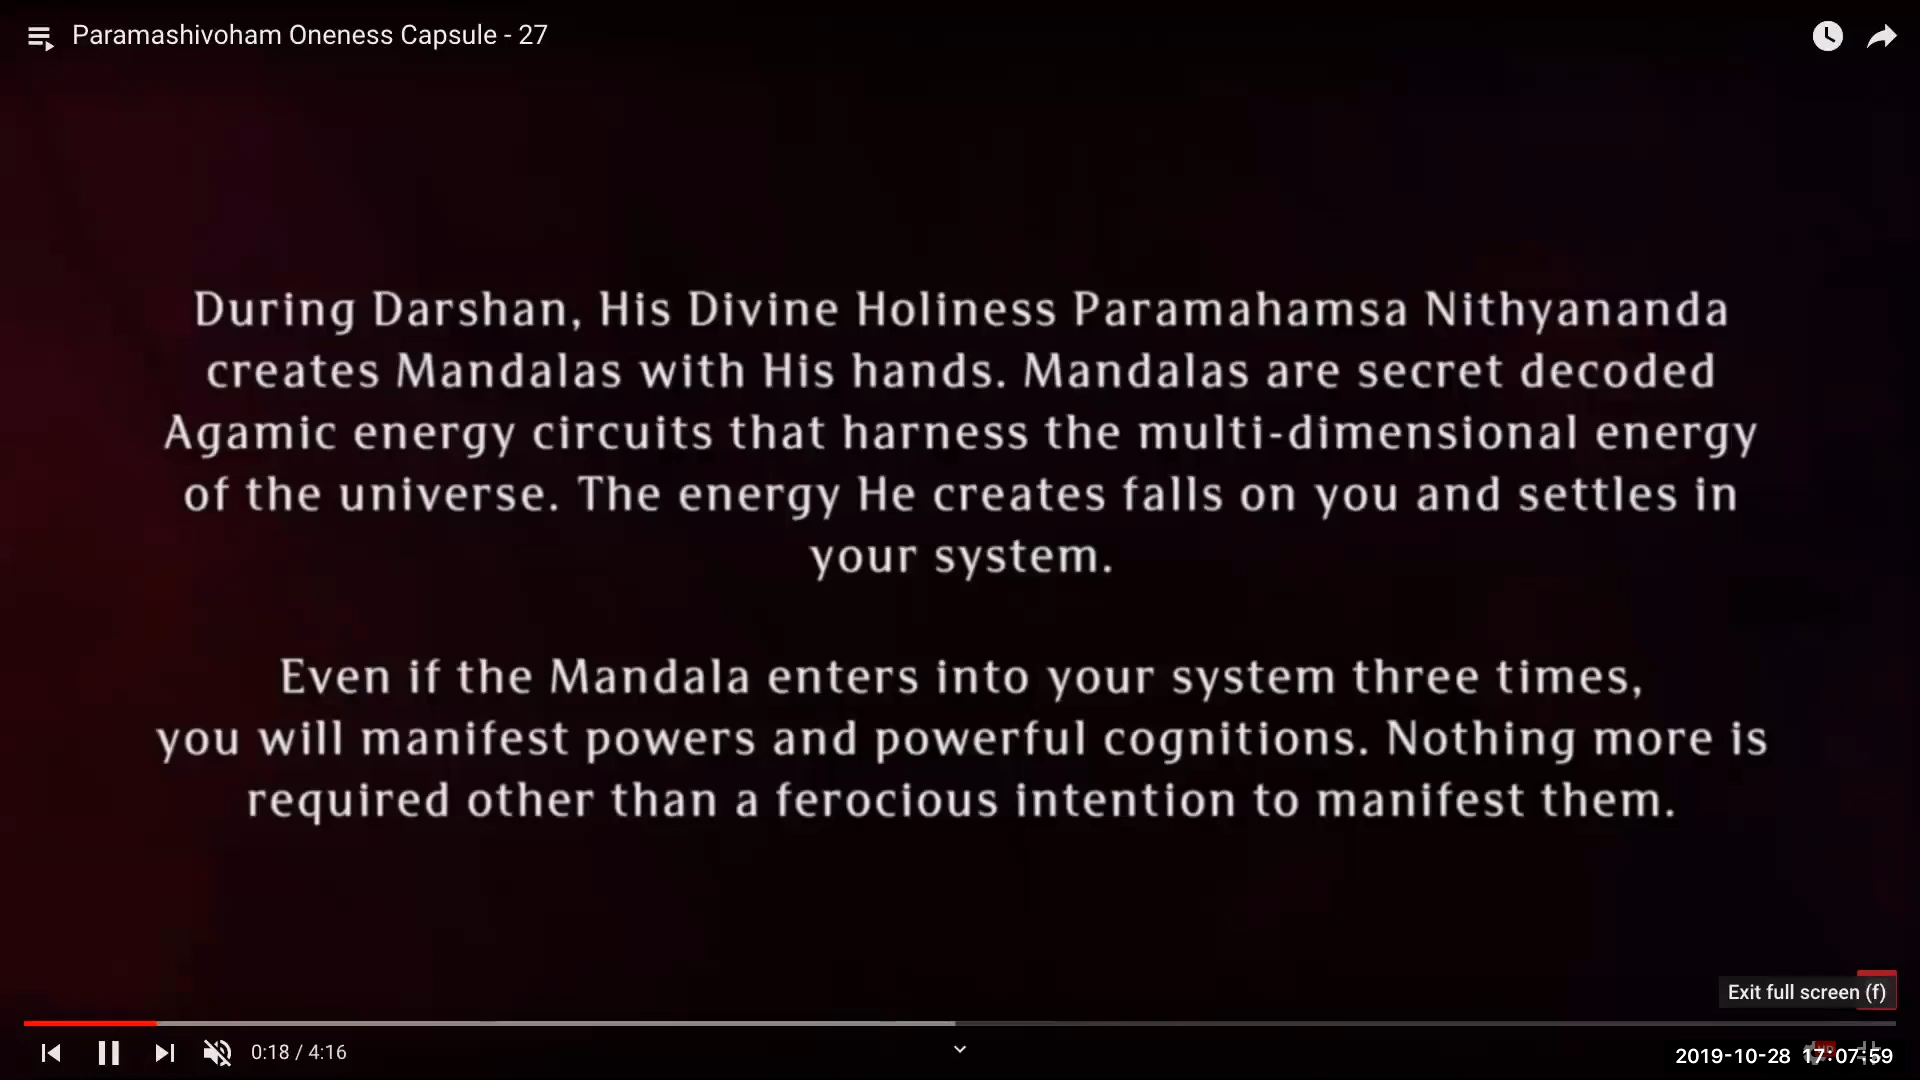 Paramashivoham Oneness Capsule - 27
During Darshan, His Divine Holiness Paramahamsa Nithyananda
creates Mandalas with His hands. Mandalas are secret decoded
Agamic energy circuits that harness the multi-dimensional energy
of the universe. The energy He creates falls on you and settles in
your system.
Even if the Mandala enters into your system three times,
you will manifest powers and powerful cognitions. Nothing more is
required other than a ferocious intention to manifest them.
Exit full screen (f)
0:18 / 4:16
2019-10-28 17:07:59